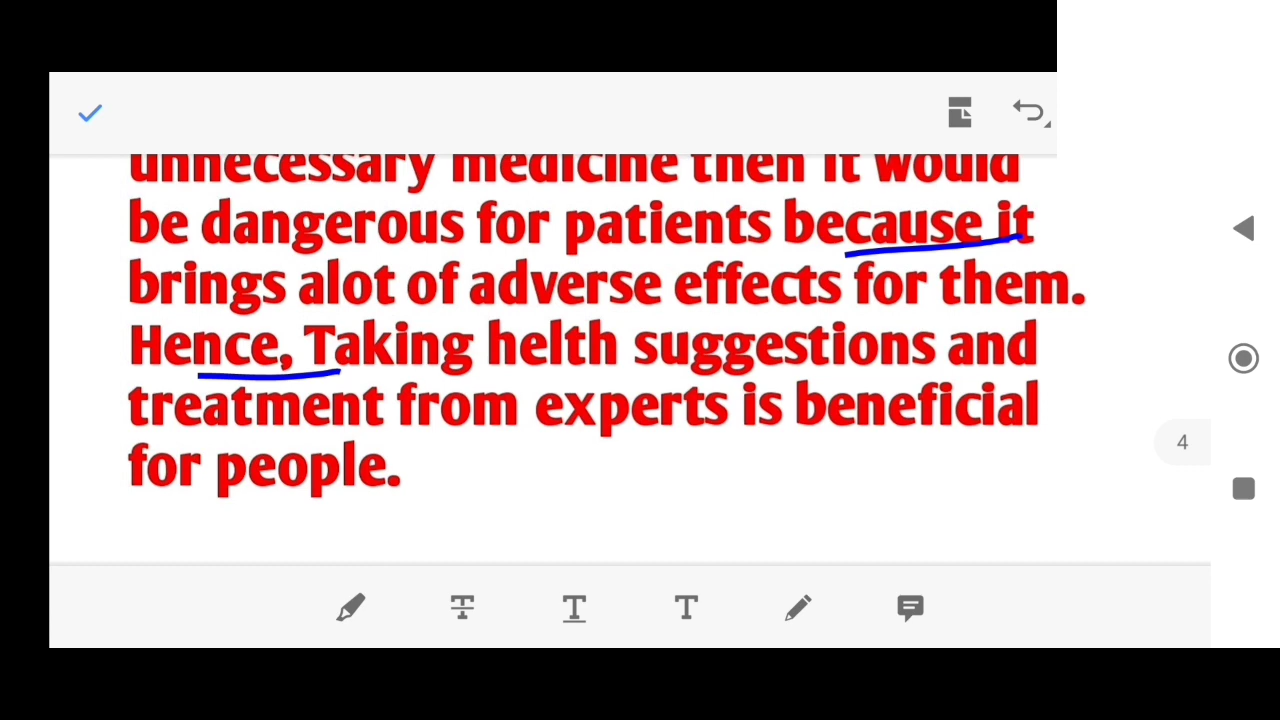 unnecessary medicine then it would
be dangerous for patients because it
brings alot of adverse effects for them.
Hence, Taking helth suggestions and
treatment from experts is beneficial
for people.
4